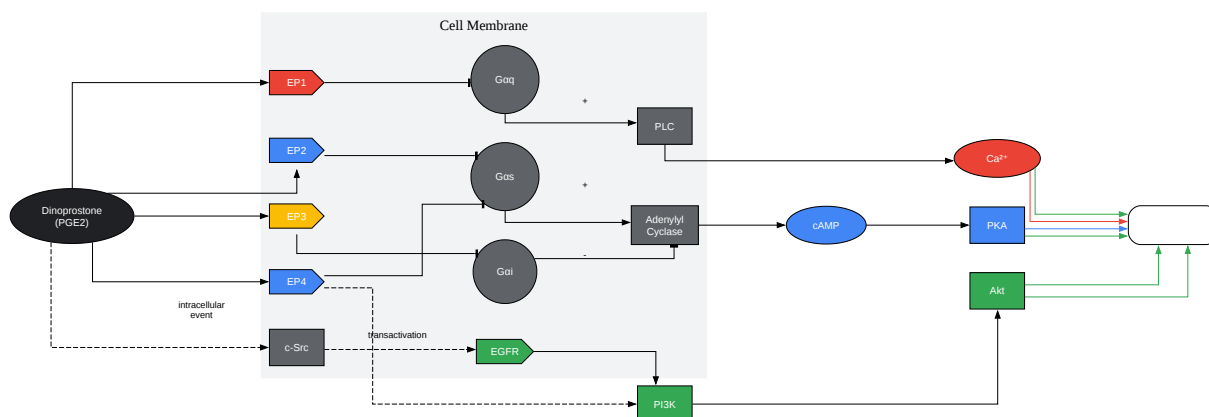 Cell Membrane
EP1
Gαq
+
PLC
EP2
Gαs
+
Ca²⁺
Dinoprostone
(PGE2)
EP3
Adenylyl
Cyclase
cAMP
PKA
EP4
Gαi
-
Akt
intracellular
event
c-Src
transactivation
EGFR
PI3K